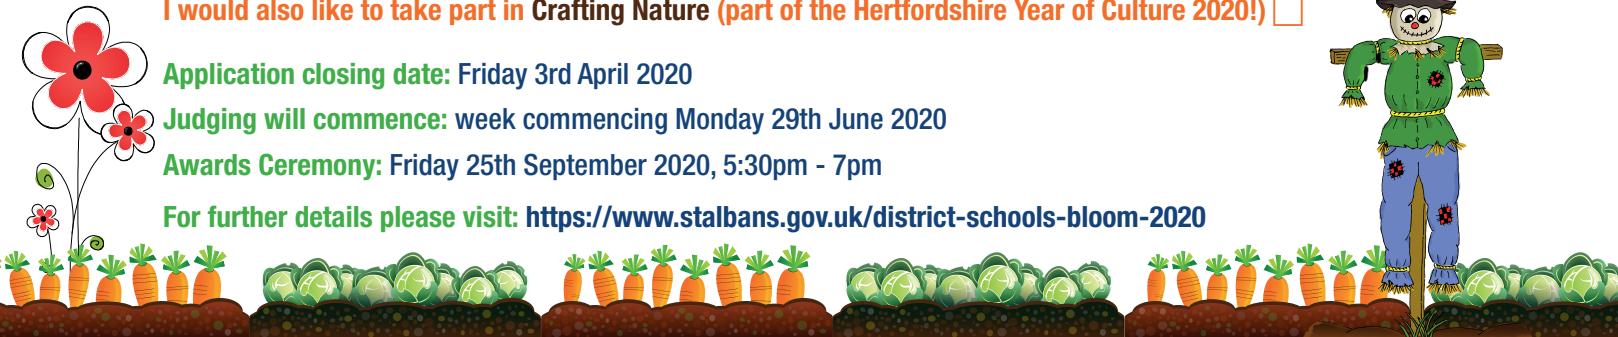 I would also like to take part in Crafting Nature (part of the Hertfordshire Year of Culture 2020!)
Application closing date: Friday 3rd April 2020
Judging will commence: week commencing Monday 29th June 2020
Awards Ceremony: Friday 25th September 2020, 5:30pm - 7pm
For further details please visit: https://www.stalbans.gov.uk/district-schools-bloom-2020